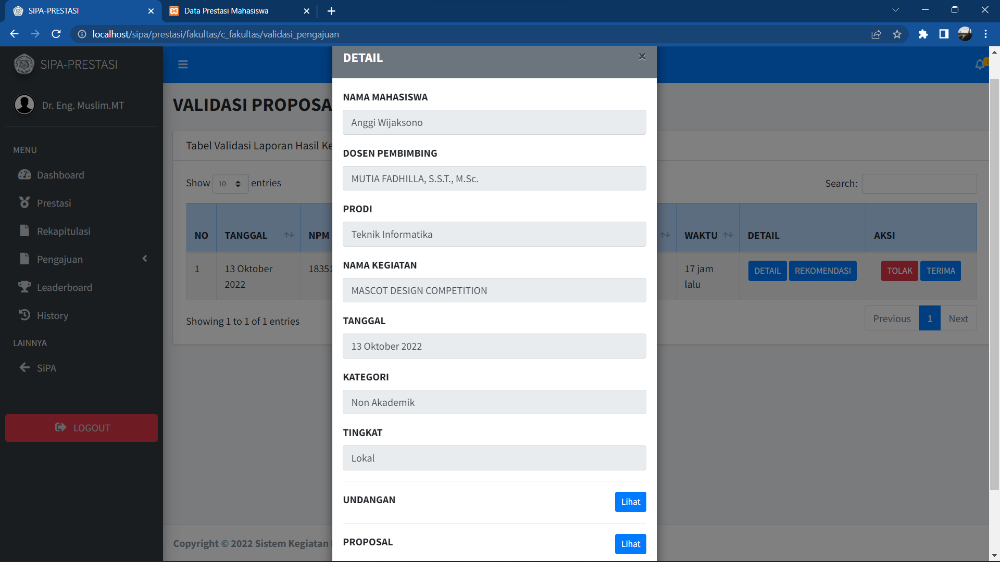 SIPA-PRESTASI
Data Prestasi Mahasiswa
localhost/sipa/prestasi/fakultas/c_fakultas/validasi_pengajuan
SIPA-PRESTASI
Dr. Eng. Muslim.MT
MENU
Dashboard
Prestasi
Rekapitulasi
Pengajuan
Leaderboard
History
LAINNYA
SiPA
LOGOUT
VALIDASI PROPOSA
Tabel Validasi Laporan Hasil Ke
Show 10 entries
Search:
NO TANGGAL NPM WAKTU DETAIL AKSI
1 13 Oktober 2022 18351 17 jam lalu DETAIL REKOMENDASI TOLAK TERIMA
Showing 1 to 1 of 1 entries
Previous 1 Next
Copyright © 2022 Sistem Kegiatan
DETAIL
×
NAMA MAHASISWA
Anggi Wijaksono
DOSEN PEMBIMBING
MUTIA FADHILLA, S.S.T., M.Sc.
PRODI
Teknik Informatika
NAMA KEGIATAN
MASCOT DESIGN COMPETITION
TANGGAL
13 Oktober 2022
KATEGORI
Non Akademik
TINGKAT
Lokal
UNDANGAN Lihat
PROPOSAL Lihat